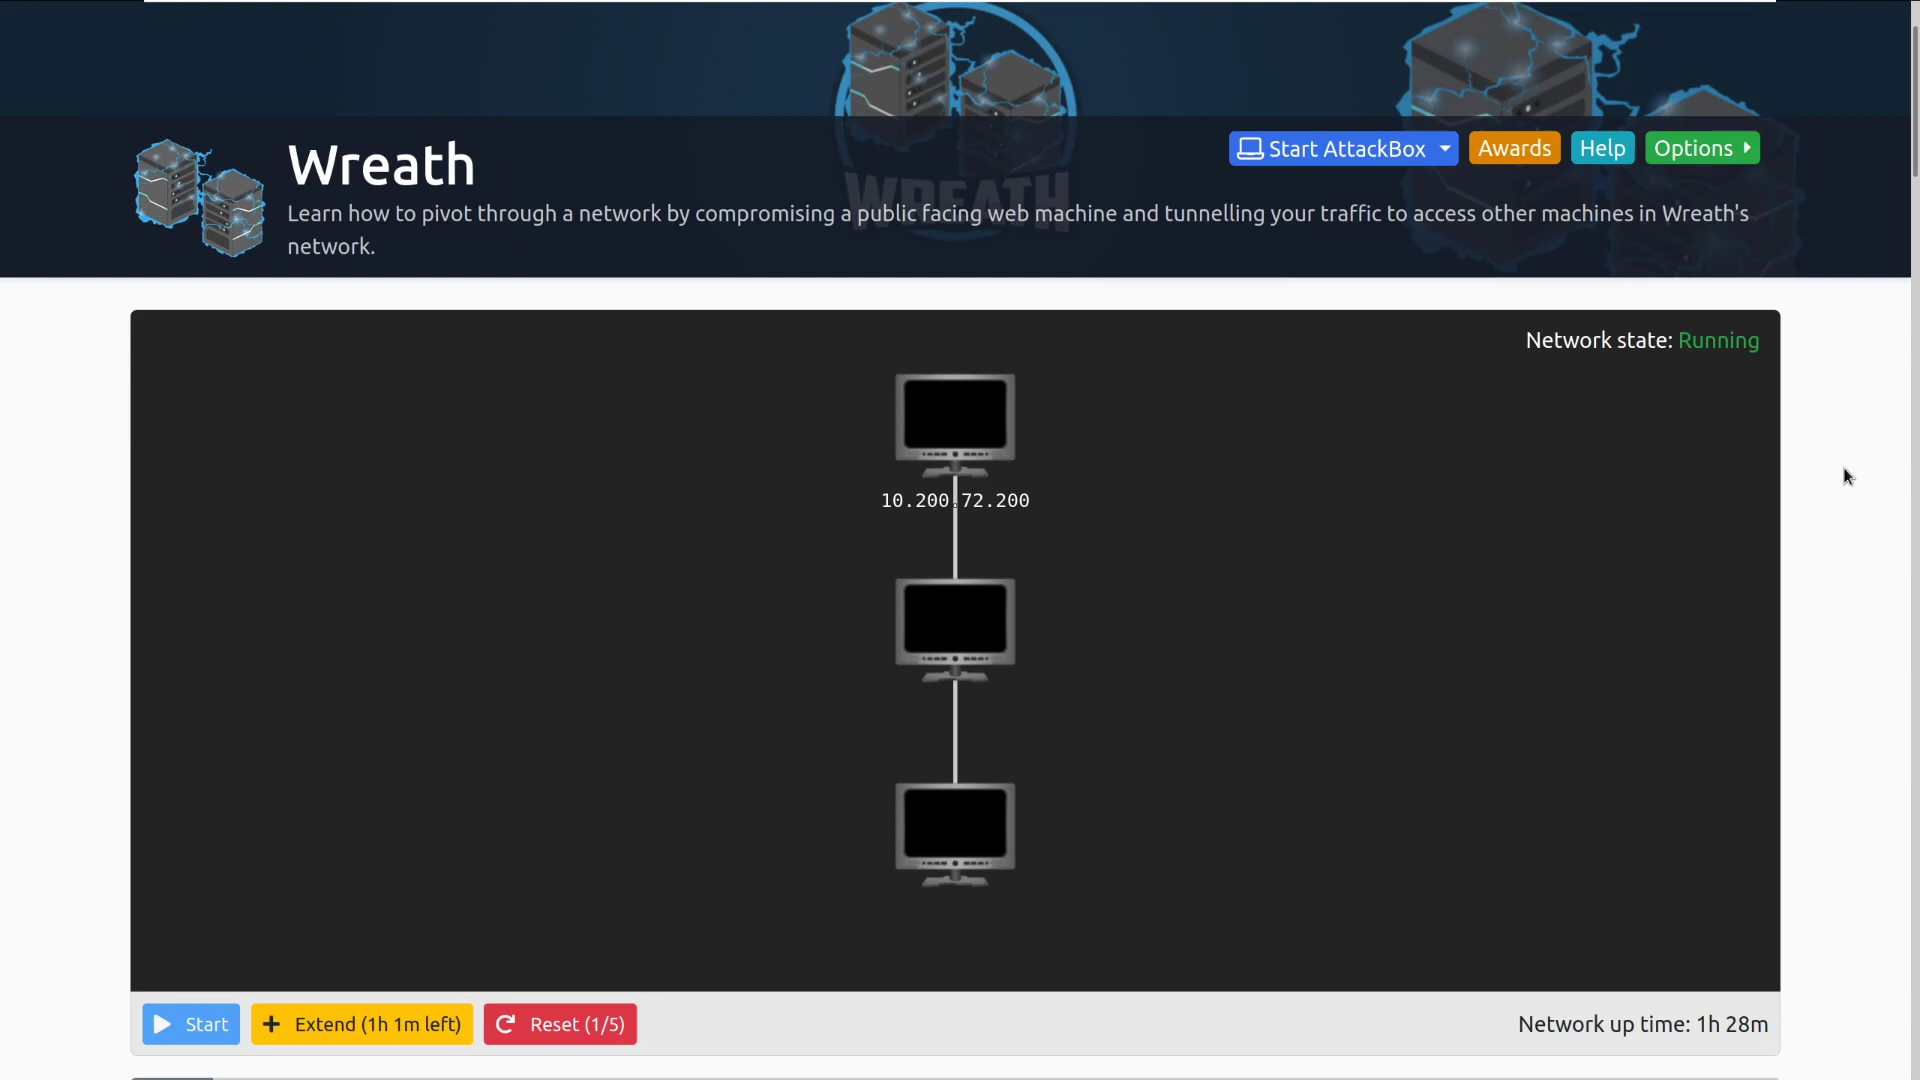 WREATH
Wreath
Start AttackBox
Awards
Help
Options
Learn how to pivot through a network by compromising a public facing web machine and tunnelling your traffic to access other machines in Wreath's
network.
Network state: Running
10.200.72.200
Start
Extend (1h 1m left)
Reset (1/5)
Network up time: 1h 28m